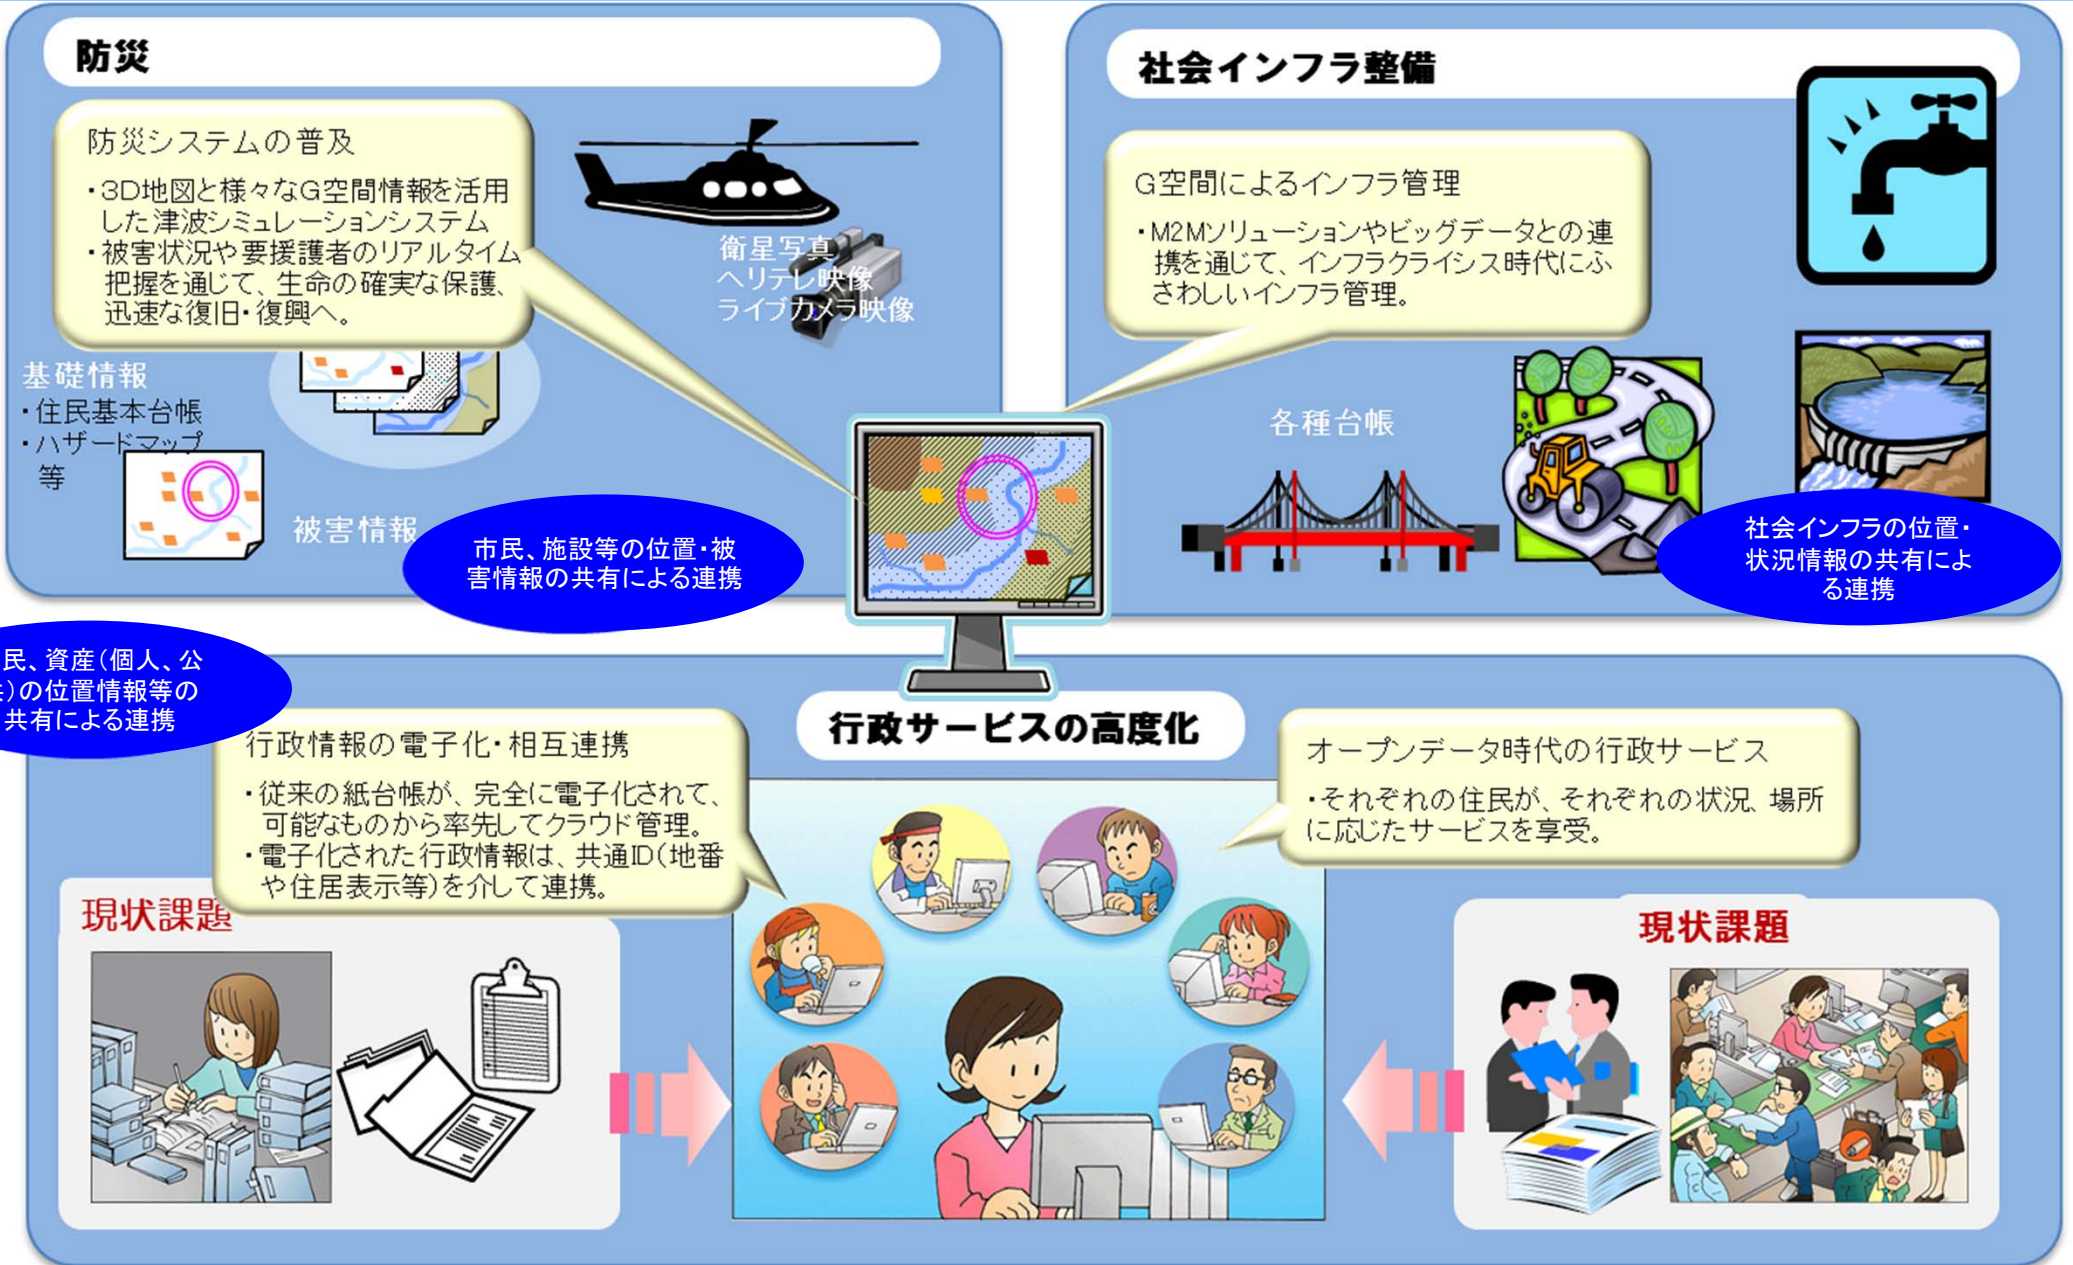 防災
防災システムの普及
・3D地図と様々なG空間情報を活用
した津波シミュレーションシステム
・被害状況や要援護者のリアルタイム
把握を通じて、生命の確実な保護、
迅速な復旧・復興へ。
衛星写真
ヘリテレ映像
ライブカメラ映像
基礎情報
・住民基本台帳
・ハザードマップ
等
被害情報
市民、施設等の位置・被
害情報の共有による連携
社会インフラ整備
G空間によるインフラ管理
・M2Mソリューションやビッグデータとの連
携を通じて、インフラクライシス時代にふ
さわしいインフラ管理。
各種台帳
社会インフラの位置・
状況情報の共有によ
る連携
民、資産（個人、公
）の位置情報等の
共有による連携
行政サービスの高度化
行政情報の電子化・相互連携
・従来の紙台帳が、完全に電子化されて、
可能なものから率先してクラウド管理。
・電子化された行政情報は、共通ID（地番
や住居表示等）を介して連携。
オープンデータ時代の行政サービス
・それぞれの住民が、それぞれの状況、場所
に応じたサービスを享受。
現状課題
現状課題